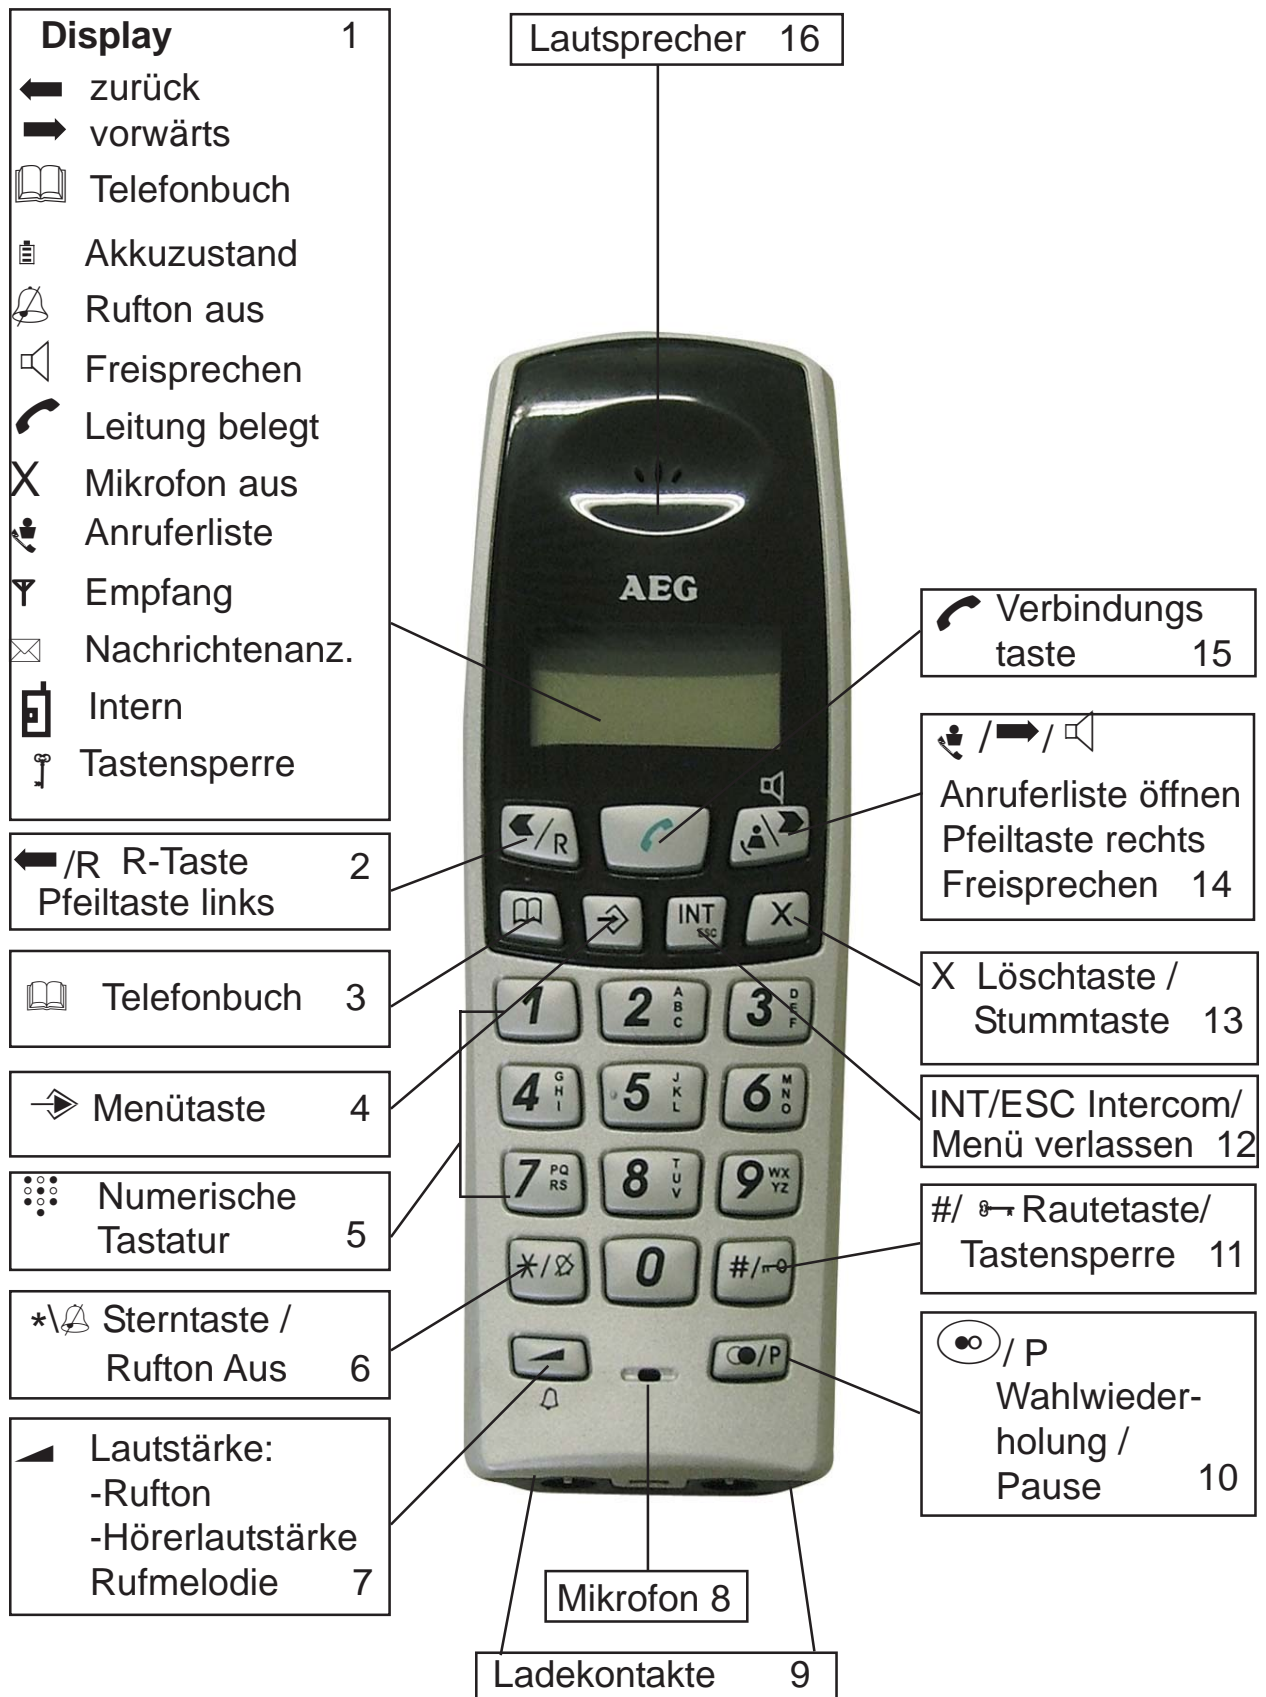 Display 1
zurück
vorwärts
Telefonbuch
Akkuzustand
Rufton aus
Freisprechen
Leitung belegt
X Mikrofon aus
Anruferliste
Empfang
Nachrichtenanz.
Intern
Tastensperre
/R R-Taste 2
Pfeiltaste links
Telefonbuch 3
Menütaste 4
Numerische
Tastatur 5
*\ Sterntaste /
Rufton Aus 6
Lautstärke:
-Rufton
-Hörerlautstärke
Rufmelodie 7
Lautsprecher 16
AEG
/R
INT
ESC
X
1
2 ABC
3 DEF
4 GHI
5 JKL
6 MNO
7 PQ
RS
8 TUV
9 WX
YZ
*/
0
#/
/P
Mikrofon 8
Ladekontakte 9
Verbindungs
taste 15
/ /
Anruferliste öffnen
Pfeiltaste rechts
Freisprechen 14
X Löschtaste /
Stummtaste 13
INT/ESC Intercom/
Menü verlassen 12
#/ Rautetaste/
Tastensperre 11
/ P
Wahlwieder-
holung /
Pause 10